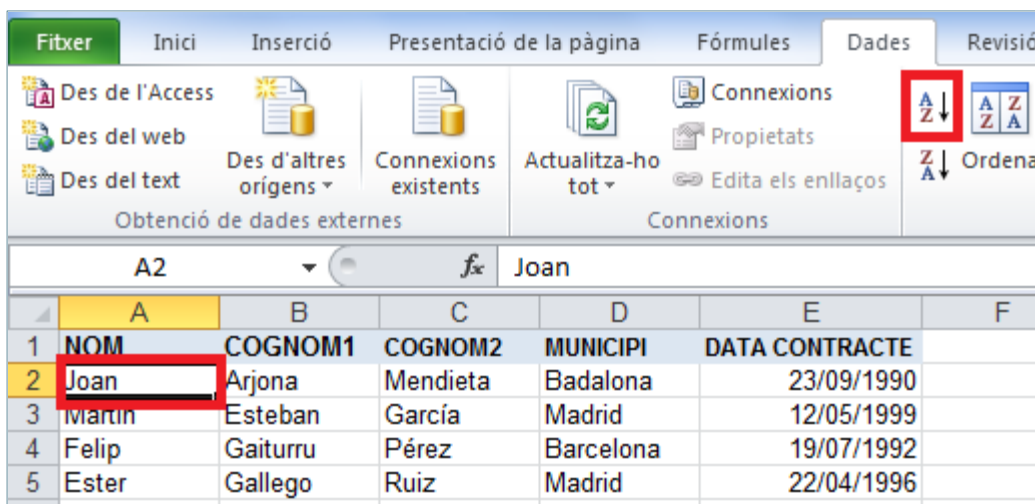 Fitxer Inici Inserció Presentació de la pàgina Fórmules Dades Revisió
Des de l'Access
Des del web
Des del text
Des d'altres
orígens
Connexions
existents
Actualitza-ho
tot
Connexions
Propietats
Edita els enllaços
A Z
Z A
A Z
Z A
Ordena
Obtenció de dades externes
Connexions
A2 fx Joan
A B C D E F
1 NOM COGNOM1 COGNOM2 MUNICIPI DATA CONTRACTE
2 Joan Arjona Mendieta Badalona 23/09/1990
3 Martín Esteban García Madrid 12/05/1999
4 Felip Gaiturru Pérez Barcelona 19/07/1992
5 Ester Gallego Ruiz Madrid 22/04/1996